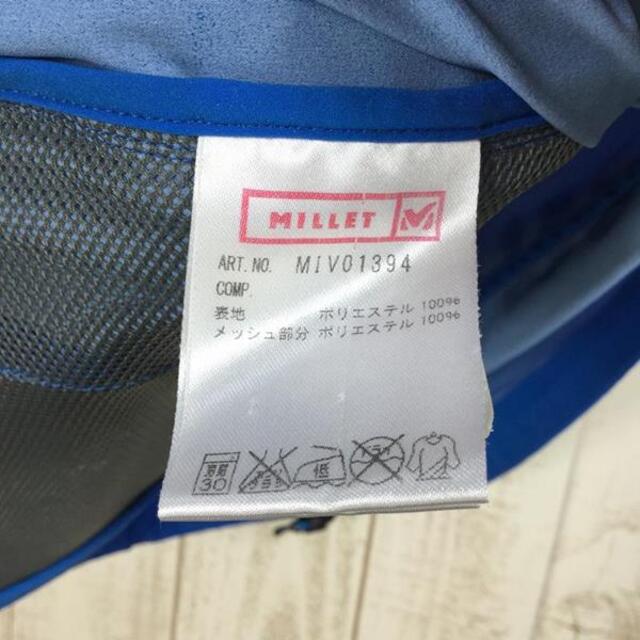 MILLET M
ART.NO. MIV01394
COMP.
表地 ポリエステル 100%
メッシュ部分 ポリエステル 100%
30 低